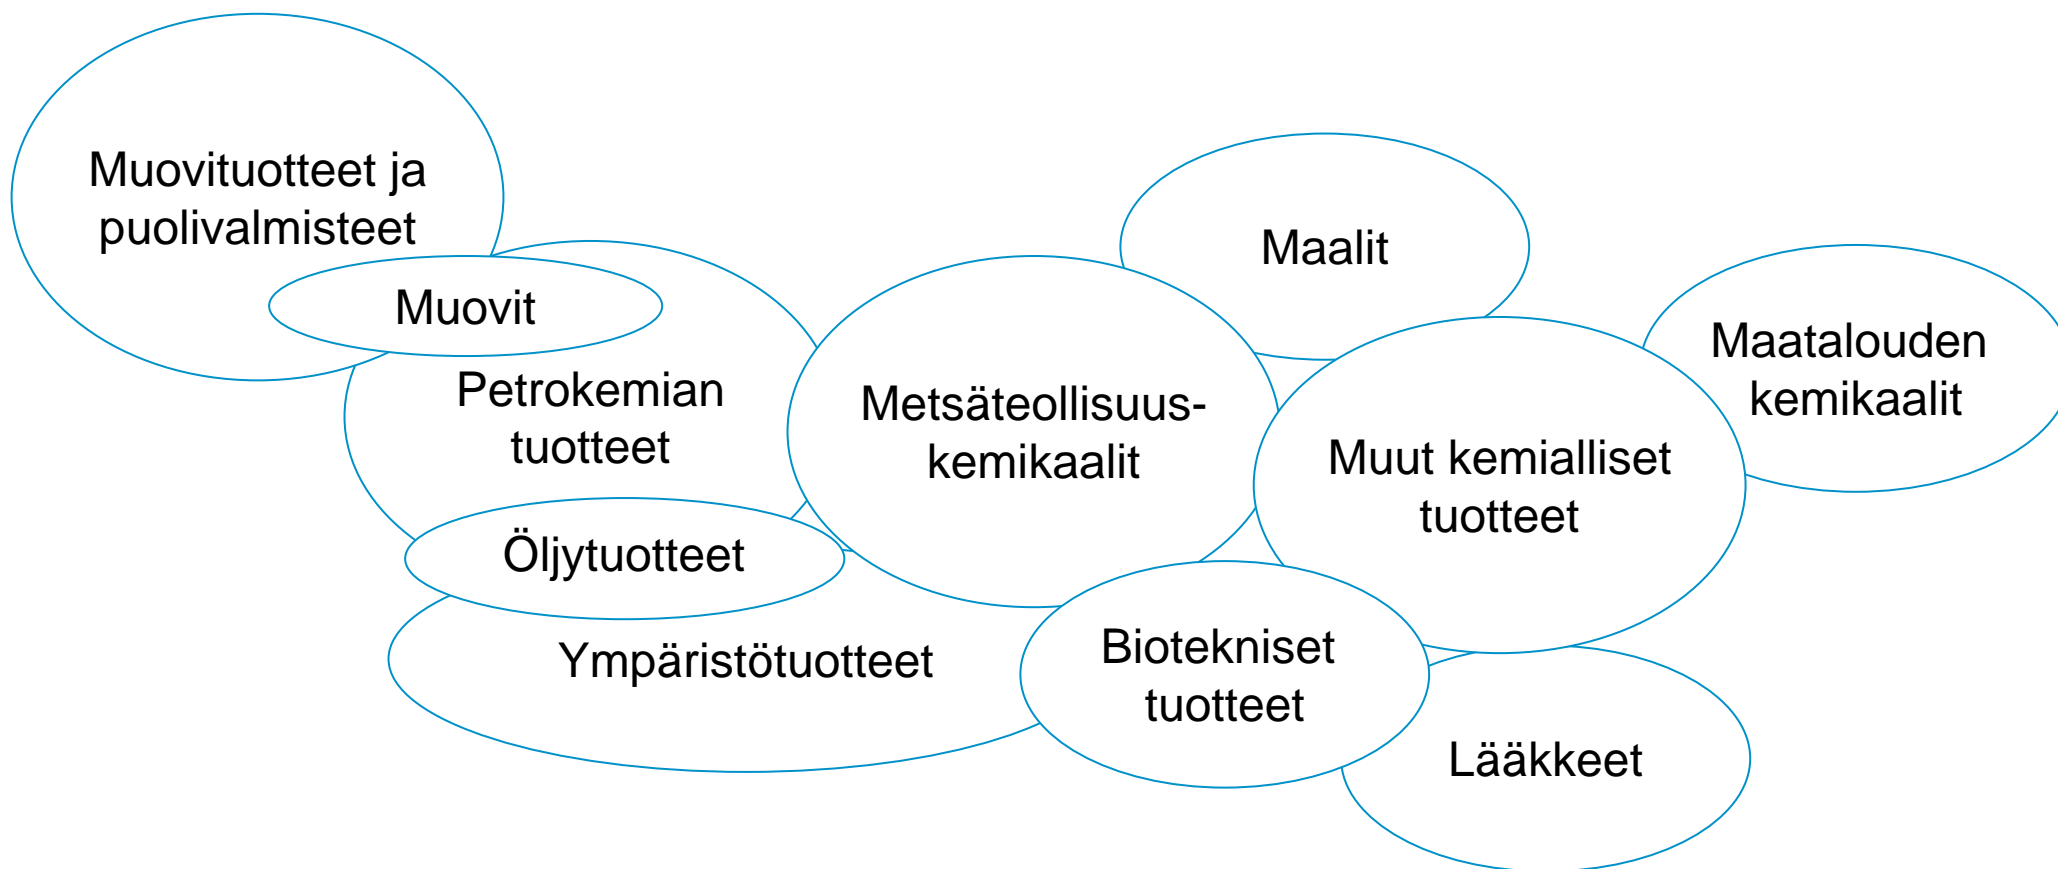 Muovituotteet ja
puolivalmisteet
Muovit
Petrokemian
tuotteet
Öljytuotteet
Ympäristötuotteet
Metsäteollisuus-
kemikaalit
Maalit
Muut kemialliset
tuotteet
Maatalouden
kemikaalit
Biotekniset
tuotteet
Lääkkeet